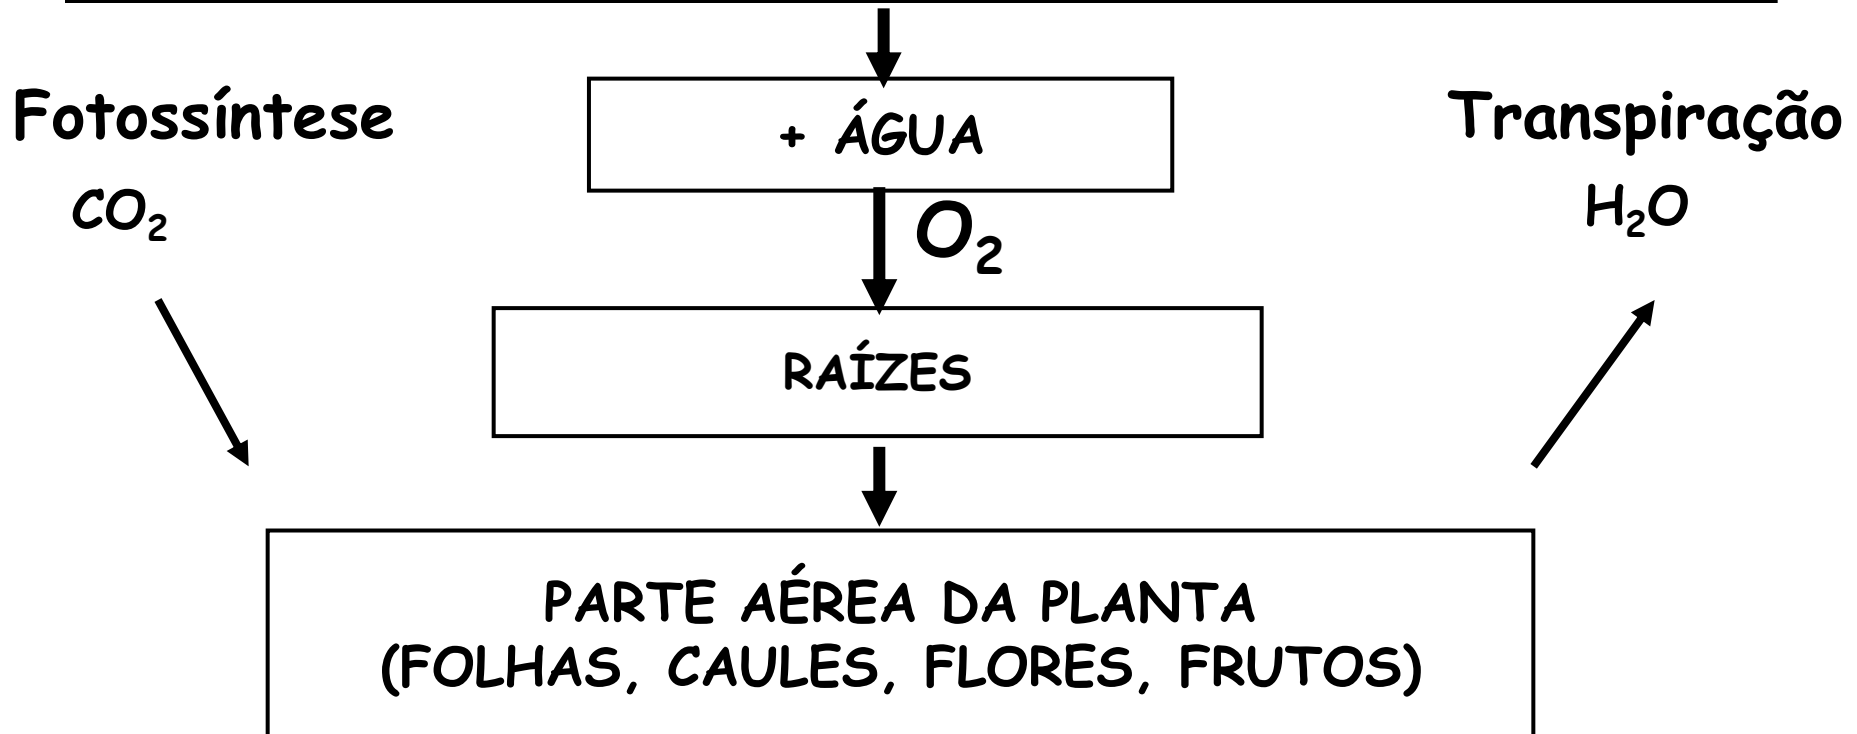 Fotossíntese
CO₂
+ ÁGUA
O₂
Transpiração
H₂O
RAÍZES
PARTE AÉREA DA PLANTA
(FOLHAS, CAULES, FLORES, FRUTOS)